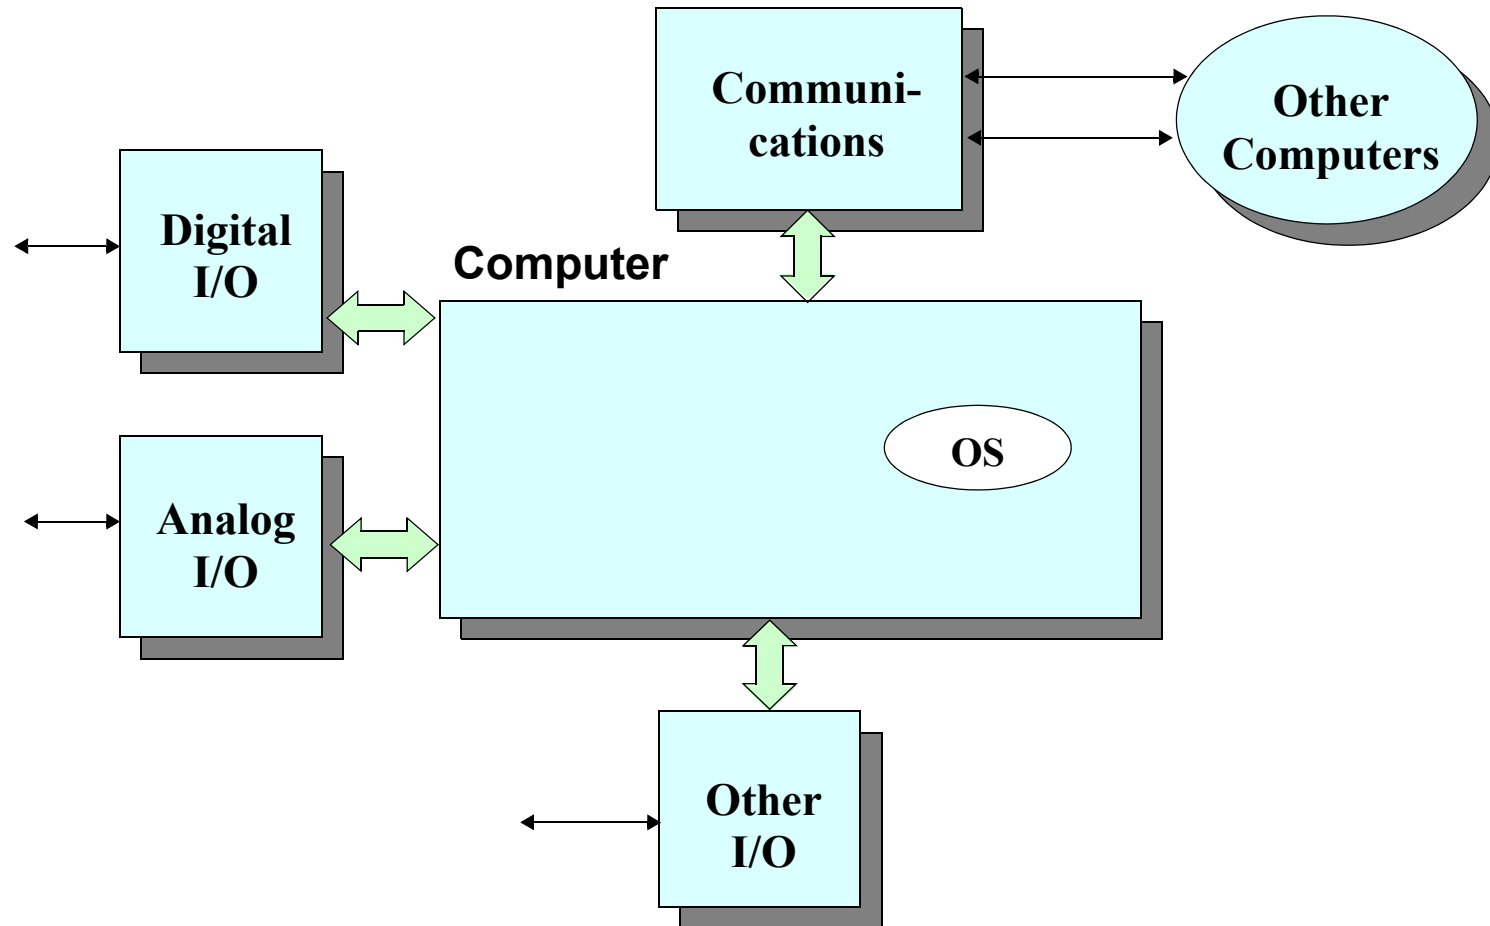 Communi-
cations
Other
Computers
Digital
I/O
Computer
OS
Analog
I/O
Other
I/O